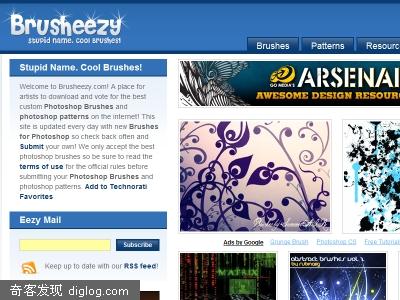 Brusheezy
stupid name. cool brushes!
Brushes
Patterns
Resourc
Stupid Name. Cool Brushes!
Welcome to Brusheezy.com! A place for
artists to download and vote for the best
custom Photoshop Brushes and
photoshop patterns on the internet! This
site is updated every day with new Brushes
for Photoshop so check back often and
Submit your own! We only accept the best
photoshop brushes so be sure to read the
terms of use for the official rules before
submitting your Photoshop Brushes and
photoshop patterns. Add to Technorati
Favorites
Eezy Mail
Subscribe
Keep up to date with our RSS feed!
GO MEDIA'S
ARSENAL
AWESOME DESIGN RESOUR
Ads by Google
Grunge Brush
Photoshop CS
Free Tutorial
MATRIX
ABSTRACT BRUSHES VOL.
奇客发现 diglog.com